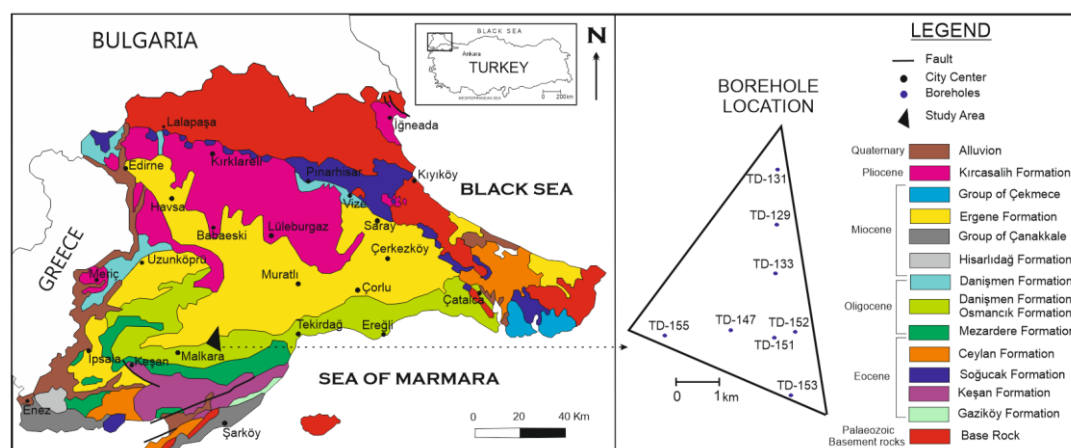 BULGARIA
BLACK SEA
Ankara
TURKEY
MEDITERRANEAN SEA
0 200km
N
Lalapaşa
İğneada
Edirne
Kırklareli
Pınarhisar
Kıyıköy
BLACK SEA
Havsa
Vize
Babaeski
Lüleburgaz
Saray
GREECE
Uzunköprü
Çerkezköy
Meriç
Muratlı
Çorlu
Çatalca
Tekirdağ
Ereğli
İpsala
Keşan
Malkara
SEA OF MARMARA
Enez
Şarköy
0 20 40 Km
BOREHOLE
LOCATION
TD-131
TD-129
TD-133
TD-155
TD-147
TD-152
TD-151
TD-153
0 1
km
LEGEND
Fault
City Center
Boreholes
Study Area
Quaternary
Alluvion
Pliocene
Kırcasalih Formation
Miocene
Group of Çekmece
Ergene Formation
Group of Çanakkale
Hisarlıdağ Formation
Oligocene
Danişmen Formation
Danişmen Formation
Osmancık Formation
Mezardere Formation
Eocene
Ceylan Formation
Soğucak Formation
Keşan Formation
Gaziköy Formation
Palaeozoic
Basement rocks
Base Rock